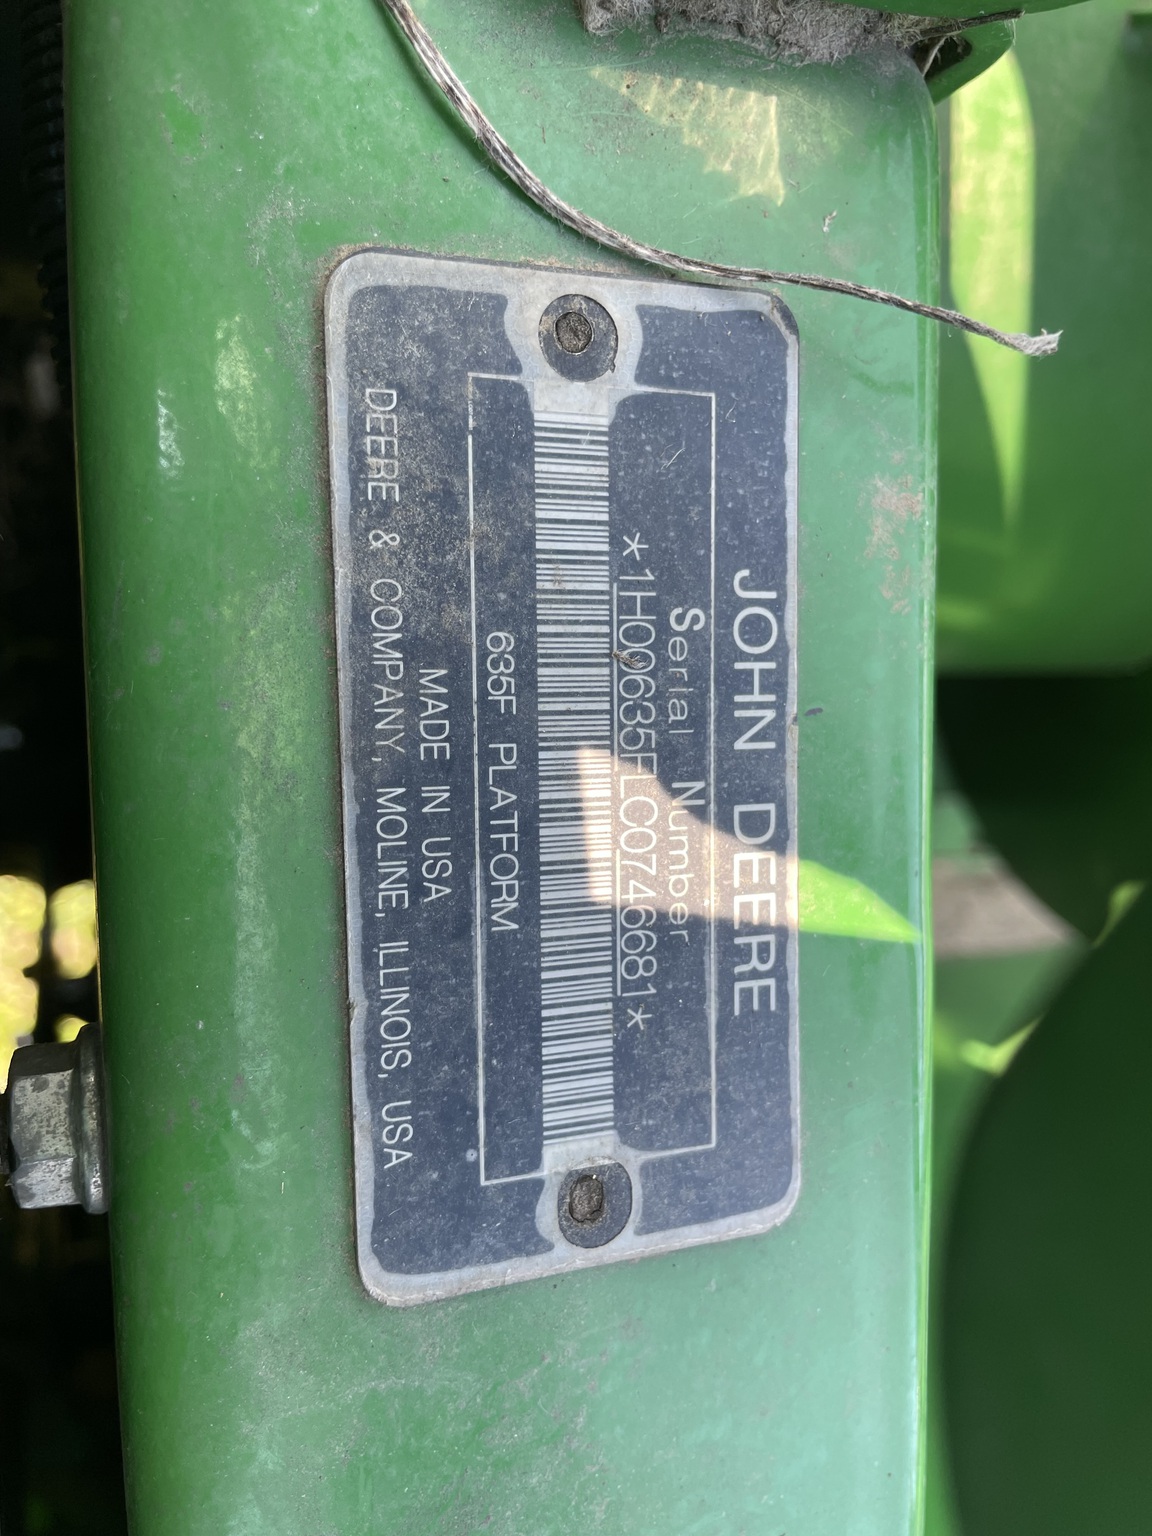 JOHN DEERE
Serial Number
*1H00635FLC0746681*
635F PLATFORM
MADE IN USA
DEERE & COMPANY, MOLINE, ILLINOIS, USA